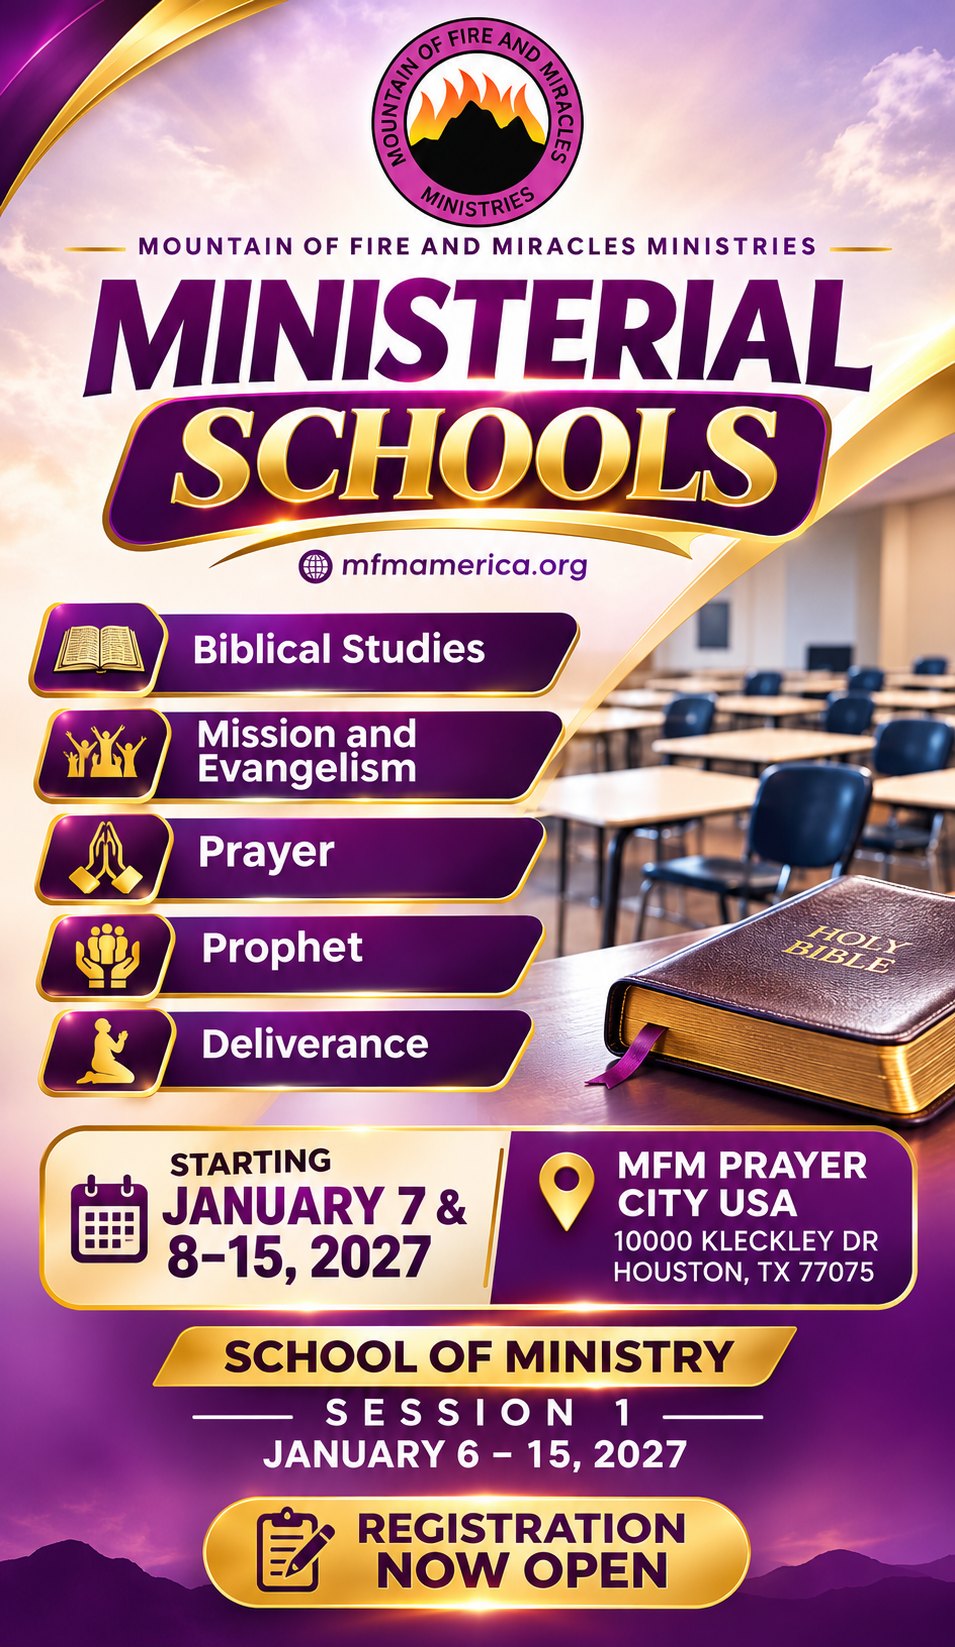 MOUNTAIN OF FIRE AND MIRACLES
MINISTRIES
MOUNTAIN OF FIRE AND MIRACLES MINISTRIES
MINISTERIAL
SCHOOLS
mfmamerica.org
Biblical Studies
Mission and
Evangelism
Prayer
Prophet
Deliverance
HOLY
BIBLE
STARTING
JANUARY 7 &
8-15, 2027
MFM PRAYER
CITY USA
10000 KLECKLEY DR
HOUSTON, TX 77075
SCHOOL OF MINISTRY
SESSION 1
JANUARY 6 – 15, 2027
REGISTRATION
NOW OPEN